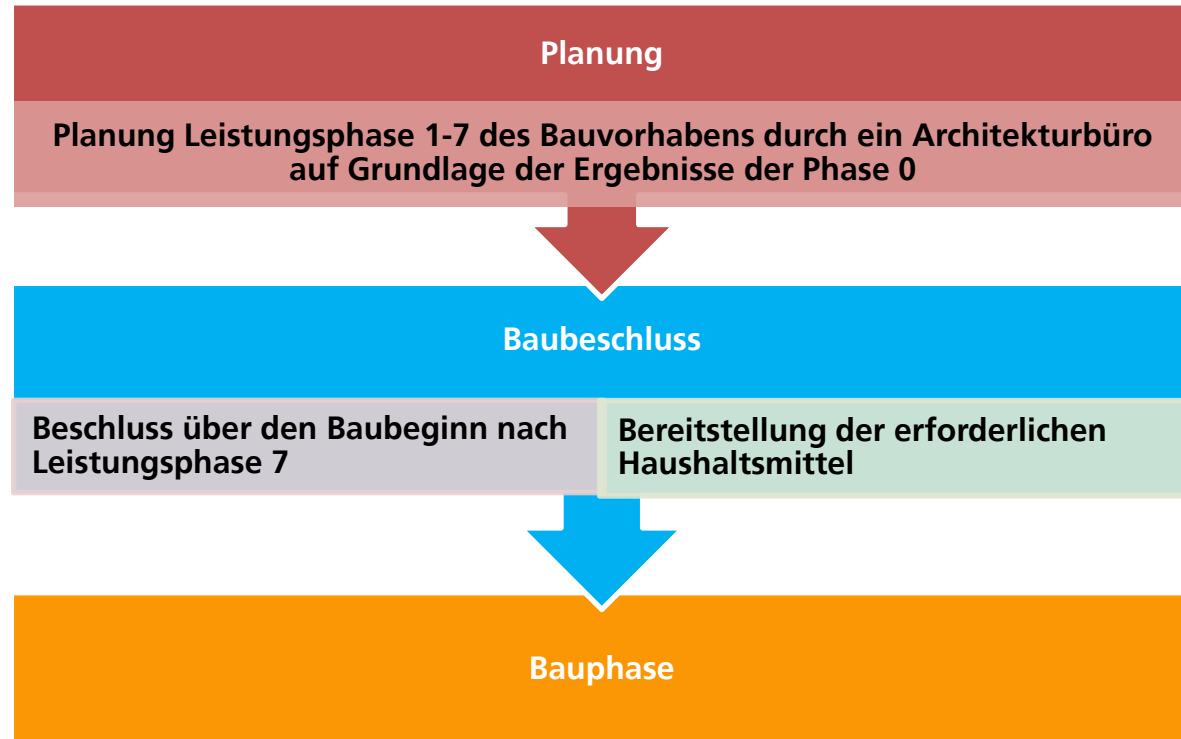 Planung
Planung Leistungsphase 1-7 des Bauvorhabens durch ein Architekturbüro
auf Grundlage der Ergebnisse der Phase 0
Baubeschluss
Beschluss über den Baubeginn nach
Leistungsphase 7
Bereitstellung der erforderlichen
Haushaltsmittel
Bauphase